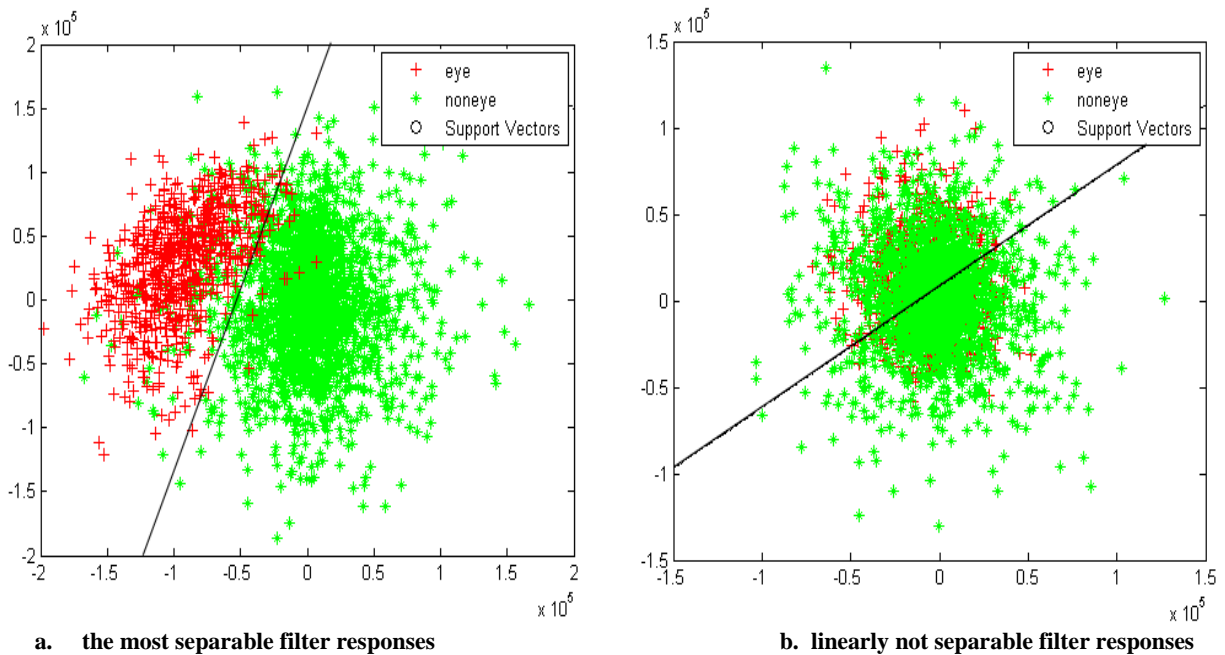 x 10^5
2
1.5
1
0.5
0
-0.5
-1
-1.5
-2
-2 -1.5 -1 -0.5 0 0.5 1 1.5 2
x 10^5
eye
noneye
Support Vectors
a. the most separable filter responses
x 10^5
1.5
1
0.5
0
-0.5
-1
-1.5
-1.5 -1 -0.5 0 0.5 1 1.5
x 10^5
eye
noneye
Support Vectors
b. linearly not separable filter responses